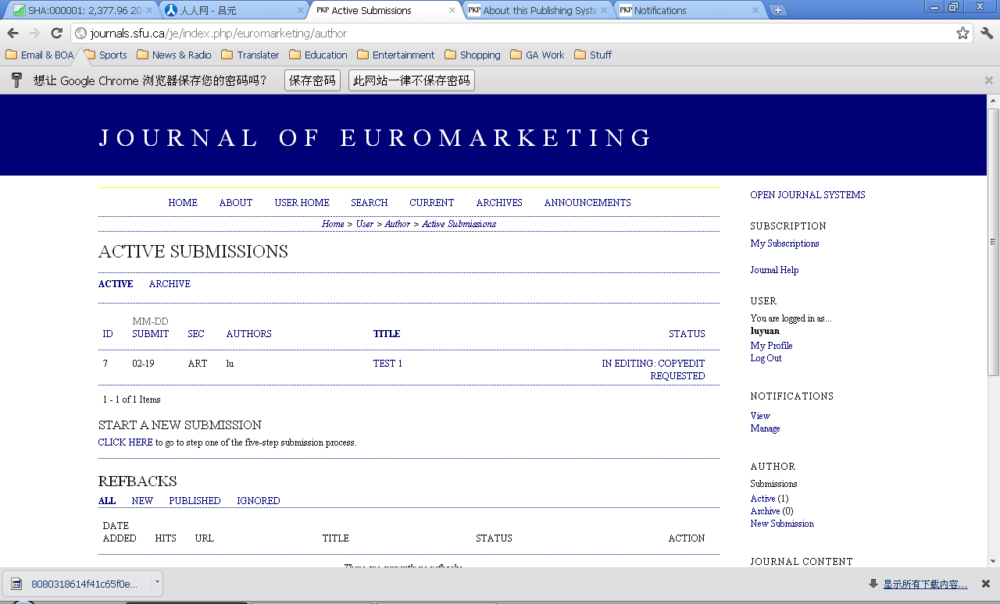 SHA:000001: 2,377.96 20
人人网 - 吕元
PKP Active Submissions
PKP About this Publishing Syste
PKP Notifications
journals.sfu.ca/je/index.php/euromarketing/author
Email & BOA Sports News & Radio Translater Education Entertainment Shopping GA Work Stuff
想让 Google Chrome 浏览器保存您的密码吗? 保存密码 此网站一律不保存密码
JOURNAL OF EUROMARKETING
HOME ABOUT USER HOME SEARCH CURRENT ARCHIVES ANNOUNCEMENTS
Home > User > Author > Active Submissions
ACTIVE SUBMISSIONS
ACTIVE ARCHIVE
MM-DD
ID SUBMIT SEC AUTHORS TITLE STATUS
7 02-19 ART lu TEST 1 IN EDITING: COPYEDIT
REQUESTED
1 - 1 of 1 Items
START A NEW SUBMISSION
CLICK HERE to go to step one of the five-step submission process.
REFBACKS
ALL NEW PUBLISHED IGNORED
DATE
ADDED HITS URL TITLE STATUS ACTION
OPEN JOURNAL SYSTEMS
SUBSCRIPTION
My Subscriptions
Journal Help
USER
You are logged in as...
luyuan
My Profile
Log Out
NOTIFICATIONS
View
Manage
AUTHOR
Submissions
Active (1)
Archive (0)
New Submission
JOURNAL CONTENT
8080318614f41c65f0e...
显示所有下载内容...